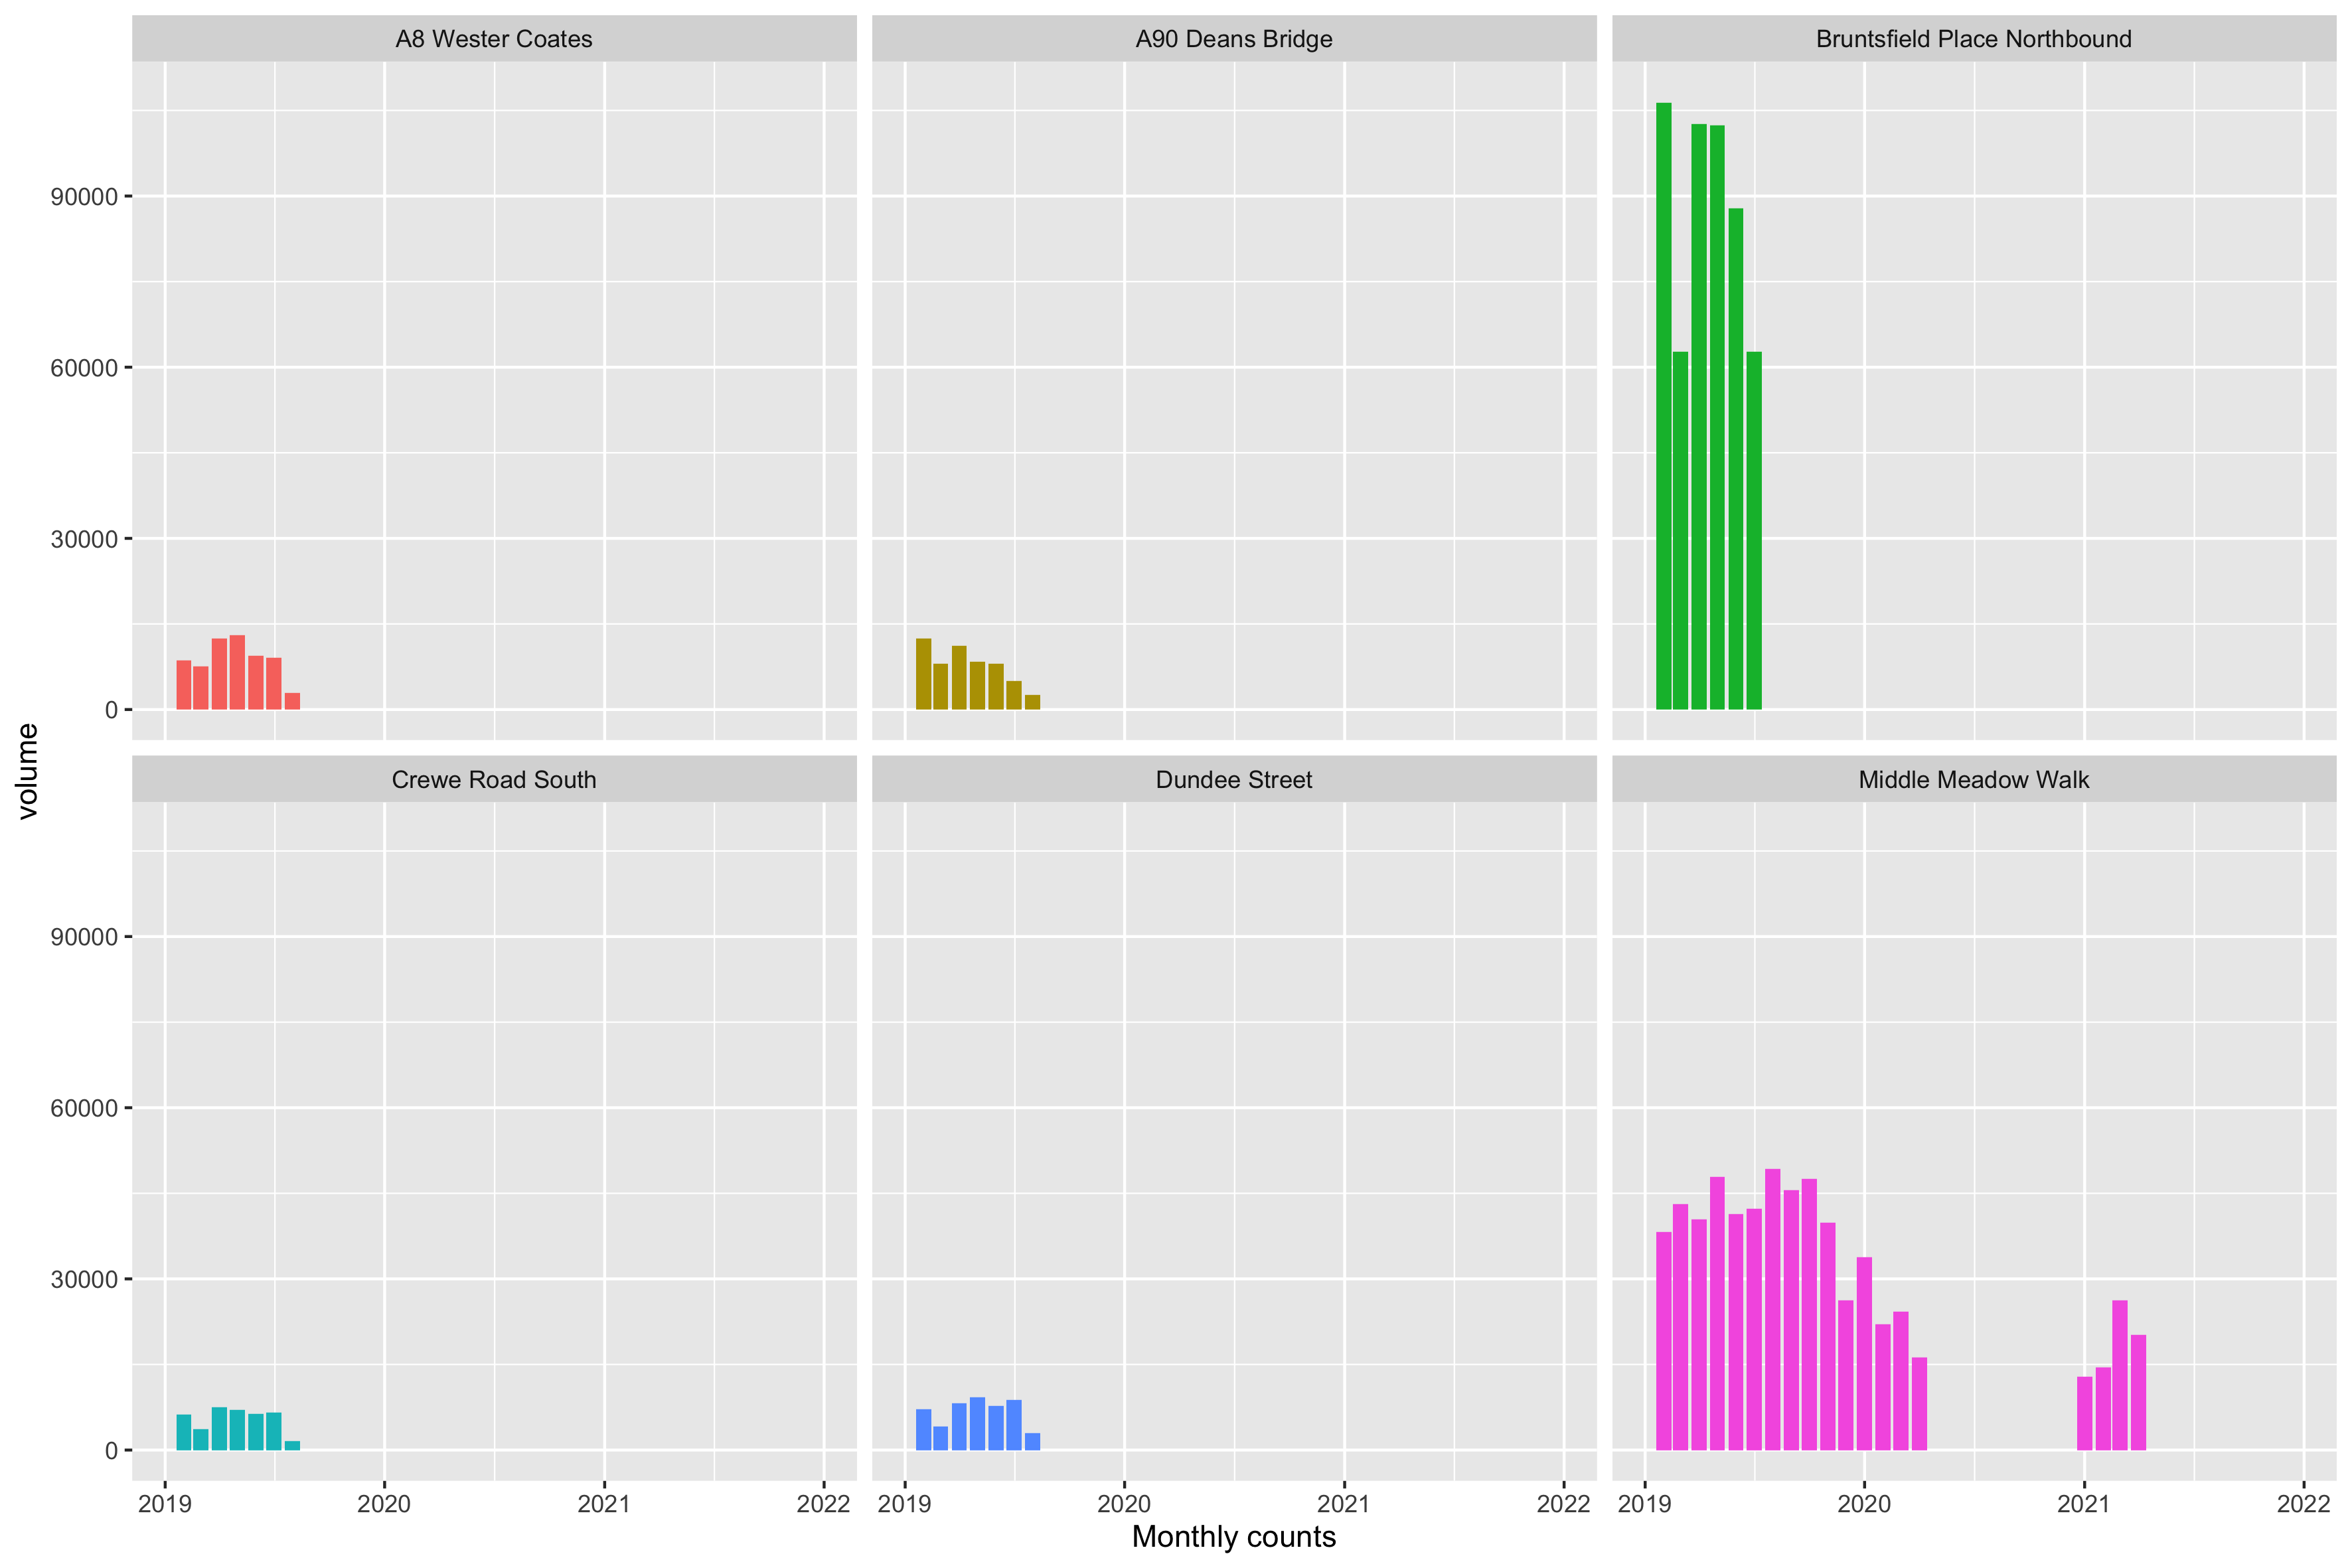 A8 Wester Coates
A90 Deans Bridge
Bruntsfield Place Northbound
90000
60000
30000
0
Crewe Road South
Dundee Street
Middle Meadow Walk
90000
60000
30000
0
2019 2020 2021 2022
2019 2020 2021 2022
2019 2020 2021 2022
Monthly counts
volume